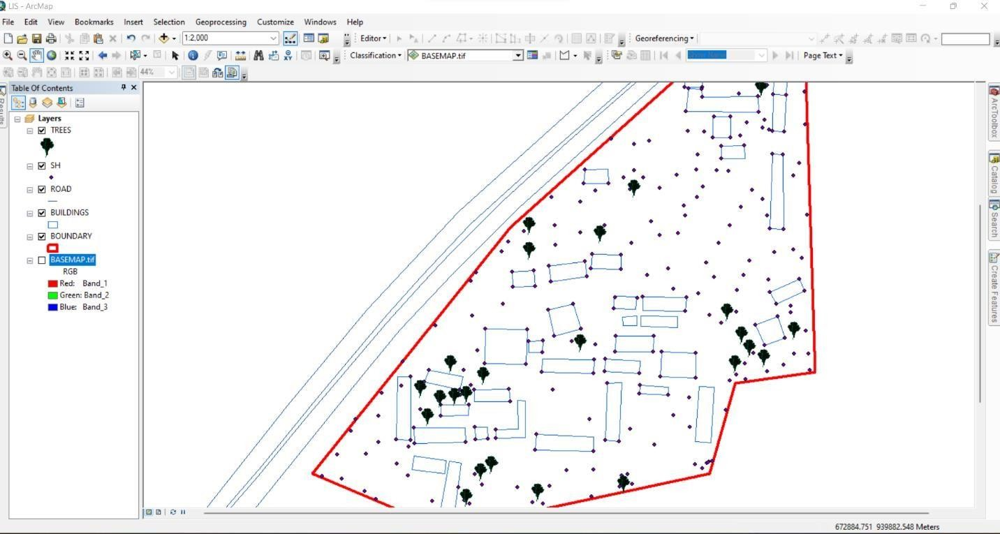 LIS - ArcMap
File Edit View Bookmarks Insert Selection Geoprocessing Customize Windows Help
1:2,000 Editor Georeferencing
Classification BASEMAP.tif Page Text
44%
Table Of Contents
Layers
TREES
SH
ROAD
BUILDINGS
BOUNDARY
BASEMAP.tif
RGB
Red: Band_1
Green: Band_2
Blue: Band_3
Results
ArcToolbox
Catalog
Search
Create Features
672884.751 939882.548 Meters